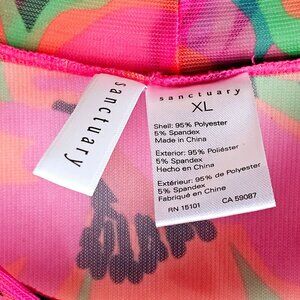 sanctuary
sanctuary
XL
Shell: 95% Polyester
5% Spandex
Made in China
Exterior: 95% Poliéster
5% Spandex
Hecho en China
Extérieur: 95% de Polyester
5% Spandex
Fabriqué en China
RN 15101 CA 59087